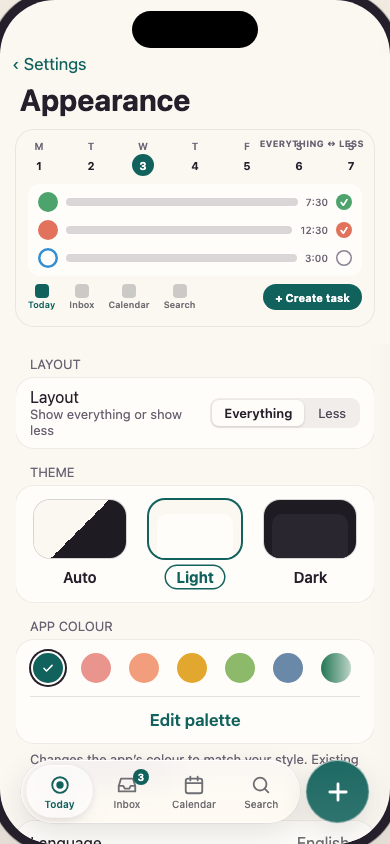 ‹ Settings
Appearance
EVERYTHING ↔ LESS
M T W T F S S
1 2 3 4 5 6 7
7:30
12:30
3:00
Today Inbox Calendar Search
+ Create task
LAYOUT
Layout
Show everything or show
less
Everything Less
THEME
Auto Light Dark
APP COLOUR
Edit palette
Changes the app's colour to match your style. Existing
3
Today Inbox Calendar Search
Language English